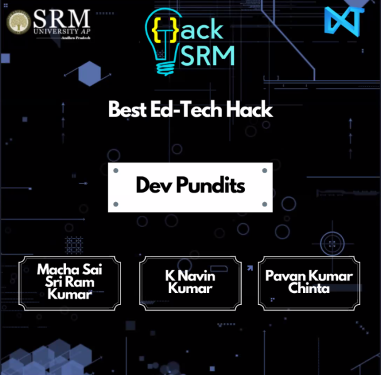 SRM
UNIVERSITY AP
Andhra Pradesh
{}ack
SRM
Best Ed-Tech Hack
Dev Pundits
Macha Sai
Sri Ram
Kumar
K Navin
Kumar
Pavan Kumar
Chinta